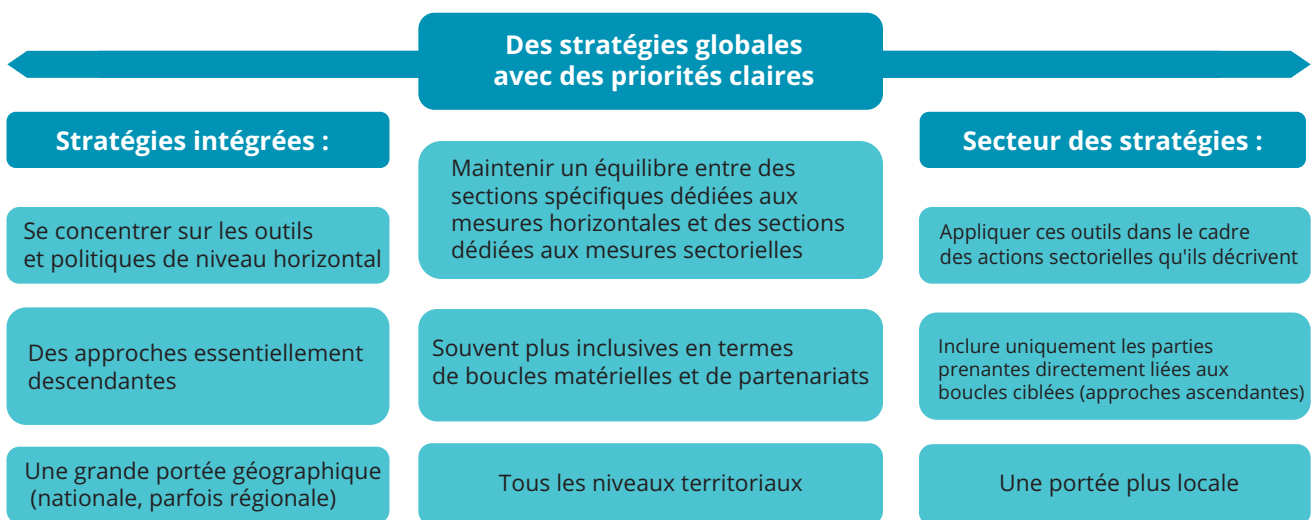 Des stratégies globales
avec des priorités claires
Stratégies intégrées :
Se concentrer sur les outils
et politiques de niveau horizontal
Des approches essentiellement
descendantes
Une grande portée géographique
(nationale, parfois régionale)
Maintenir un équilibre entre des
sections spécifiques dédiées aux
mesures horizontales et des sections
dédiées aux mesures sectorielles
Souvent plus inclusives en termes
de boucles matérielles et de partenariats
Tous les niveaux territoriaux
Secteur des stratégies :
Appliquer ces outils dans le cadre
des actions sectorielles qu'ils décrivent
Inclure uniquement les parties
prenantes directement liées aux
boucles ciblées (approches ascendantes)
Une portée plus locale